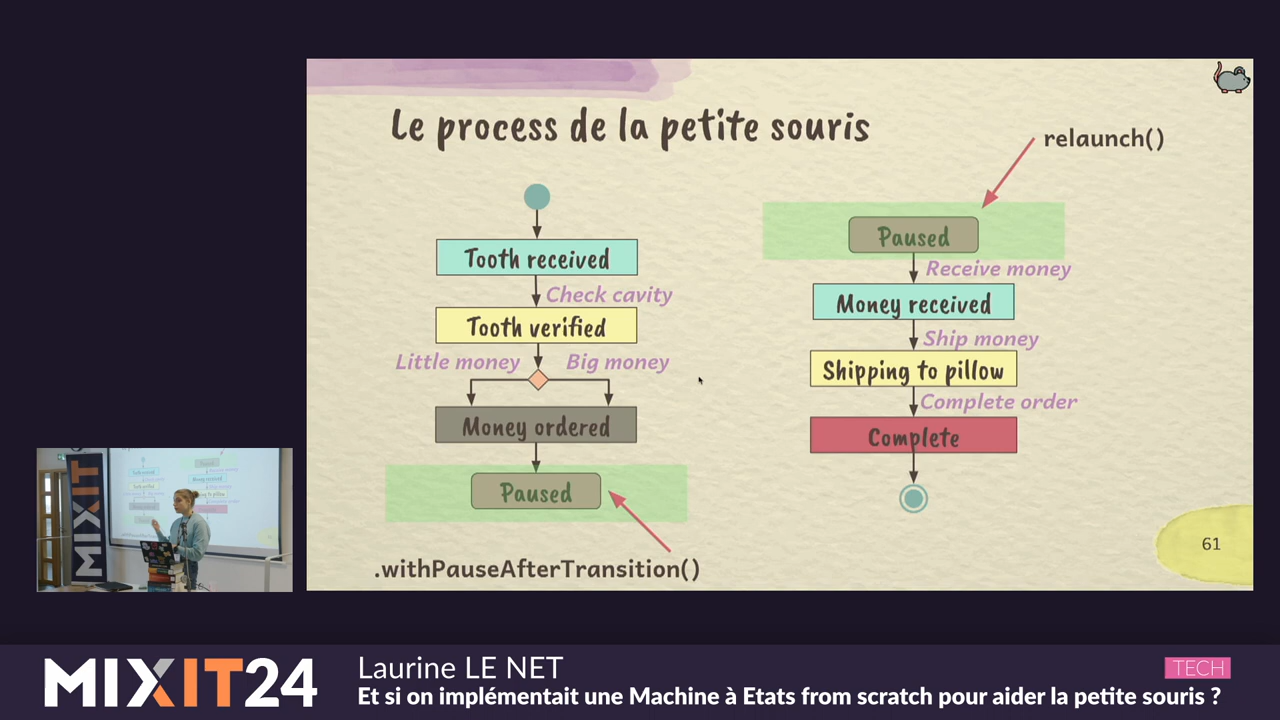 Le process de la petite souris
relaunch()
Tooth received
Check cavity
Tooth verified
Little money
Big money
Money ordered
Paused
.withPauseAfterTransition()
Paused
Receive money
Money received
Ship money
Shipping to pillow
Complete order
Complete
61
MIXIT
MIXIT24
Laurine LE NET
TECH
Et si on implémentait une Machine à Etats from scratch pour aider la petite souris ?